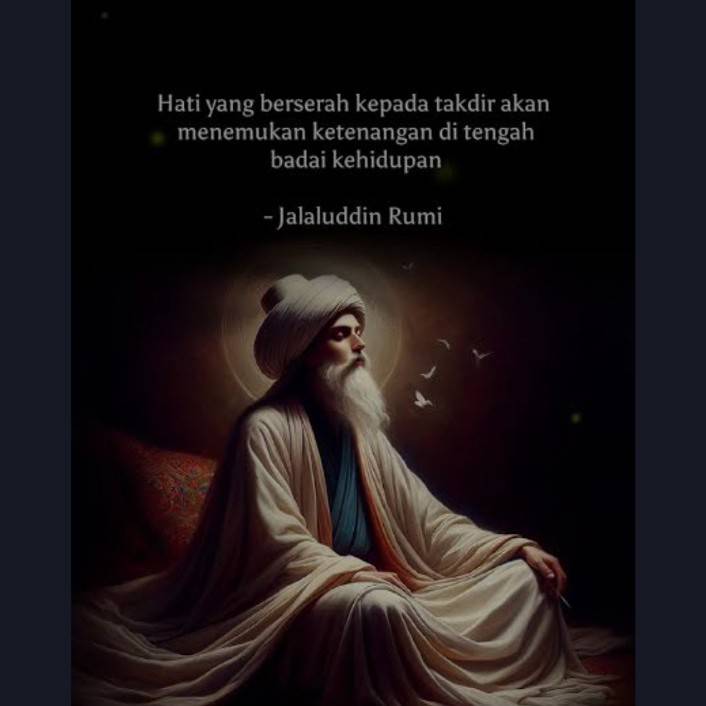 Hati yang berserah kepada takdir akan
menemukan ketenangan di tengah
badai kehidupan
- Jalaluddin Rumi